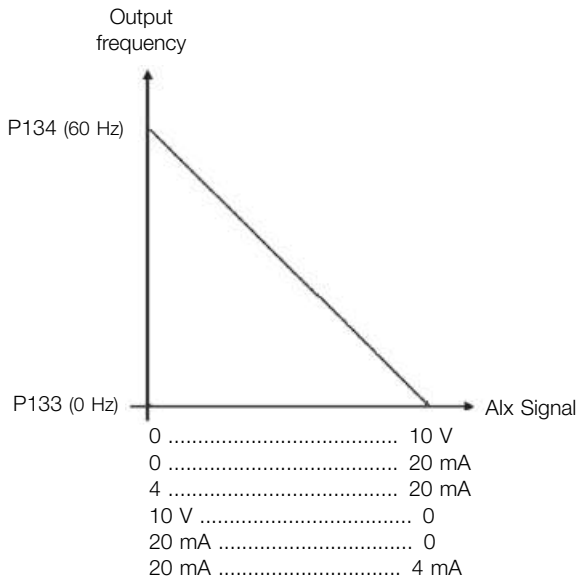 Output
frequency
P134 (60 Hz)
P133 (0 Hz)
AIx Signal
0 ........................................ 10 V
0 ........................................ 20 mA
4 ........................................ 20 mA
10 V ..................................... 0
20 mA .................................. 0
20 mA ................................ 4 mA